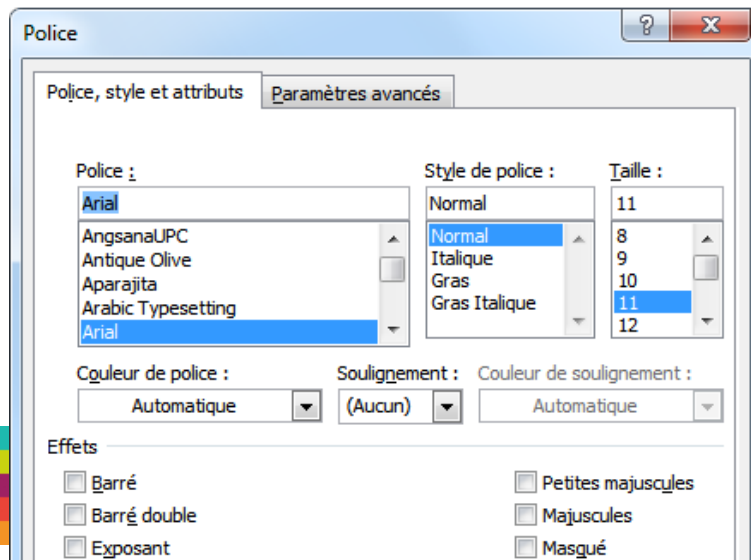 Police
Police, style et attributs Paramètres avancés
Police : Style de police : Taille :
Arial Normal 11
AngsanaUPC Normal 8
Antique Olive Italique 9
Aparajita Gras 10
Arabic Typesetting Gras Italique 11
Arial 12
Couleur de police : Soulignement : Couleur de soulignement :
Automatique (Aucun) Automatique
Effets
Barré Petites majuscules
Barré double Majuscules
Exposant Masqué